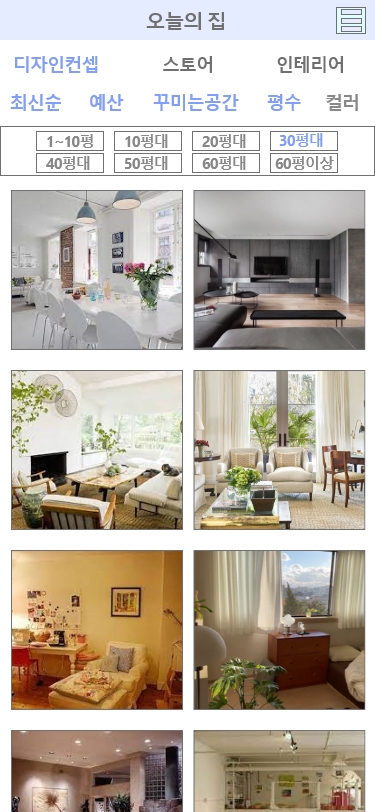 오늘의 집
디자인컨셉 스토어 인테리어
최신순 예산 꾸미는공간 평수 컬러
1~10평 10평대 20평대 30평대
40평대 50평대 60평대 60평이상